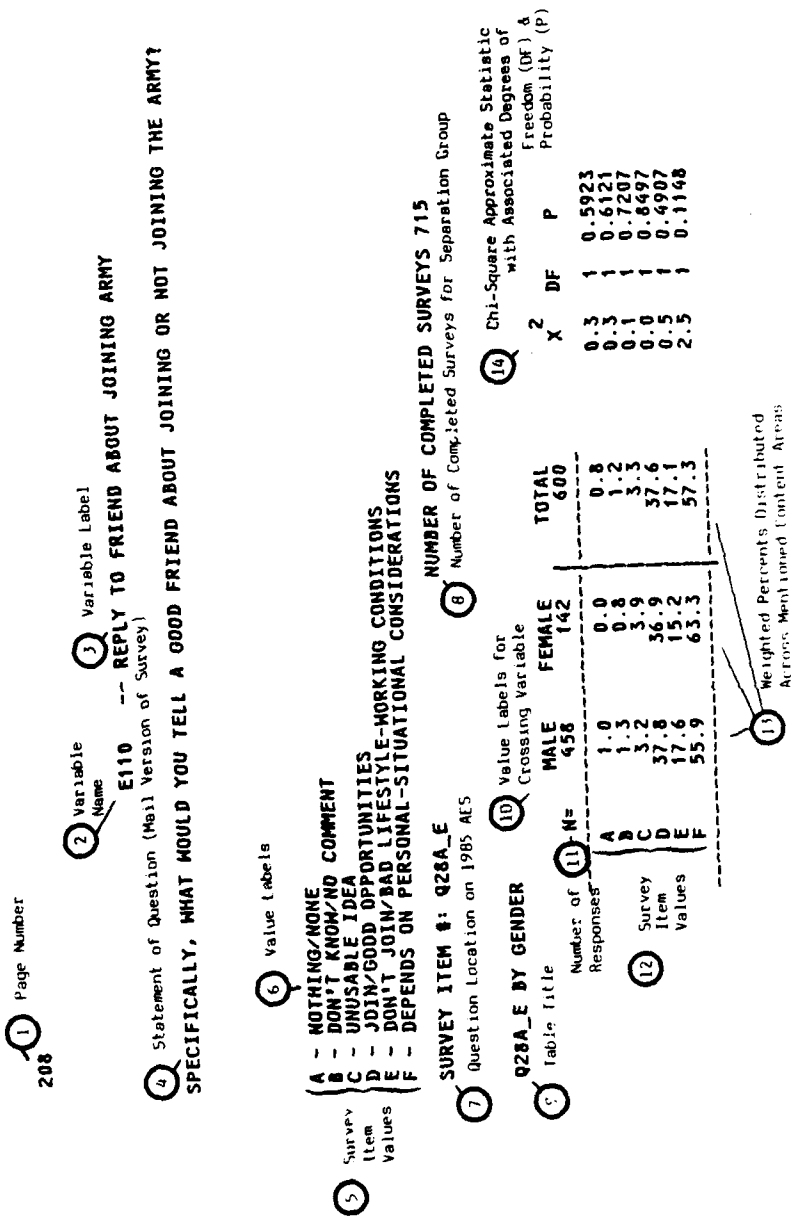 1 Page Number
208
2 Variable Name
3 Variable Label
E110 -- REPLY TO FRIEND ABOUT JOINING ARMY
4 Statement of Question (Mail Version of Survey)
SPECIFICALLY, WHAT WOULD YOU TELL A GOOD FRIEND ABOUT JOINING OR NOT JOINING THE ARMY?
6 Value Labels
5 Survey Item Values
A - NOTHING/NONE
B - DON'T KNOW/NO COMMENT
C - UNUSABLE IDEA
D - JOIN/GOOD OPPORTUNITIES
E - DON'T JOIN/BAD LIFESTYLE-WORKING CONDITIONS
F - DEPENDS ON PERSONAL-SITUATIONAL CONSIDERATIONS
SURVEY ITEM #: Q28A_E
7 Question Location on 1985 AES
NUMBER OF COMPLETED SURVEYS 715
8 Number of Completed Surveys for Separation Group
Q28A_E BY GENDER
9 Table Title
10 Value Labels for Crossing Variable
14 Chi-Square Approximate Statistic
with Associated Degrees of
Freedom (DF) &
Probability (P)
MALE FEMALE TOTAL
Number of Responses 11 N= 458 142 600 X2 DF P
12 Survey Item Values
A 1.0 0.0 0.8 0.3 1 0.5923
B 1.3 0.8 1.2 0.3 1 0.6121
C 3.2 3.9 3.3 0.1 1 0.7207
D 37.8 36.9 37.6 0.0 1 0.8497
E 17.6 15.2 17.1 0.5 1 0.4907
F 55.9 63.3 57.3 2.5 1 0.1148
13 Weighted Percents Distributed
Across Mentioned Content Areas